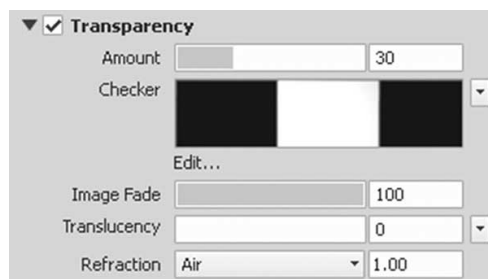 Transparency
Amount 30
Checker
Edit...
Image Fade 100
Translucency 0
Refraction Air 1.00